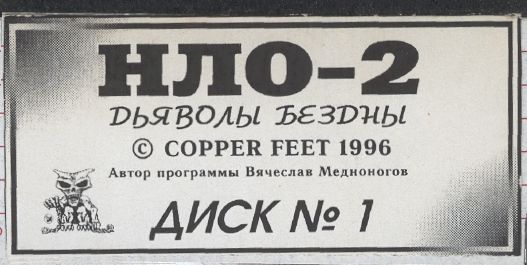 НЛО-2
ДЬЯВОЛЫ БЕЗДНЫ
© COPPER FEET 1996
Автор программы Вячеслав Медноногов
ДИСК № 1